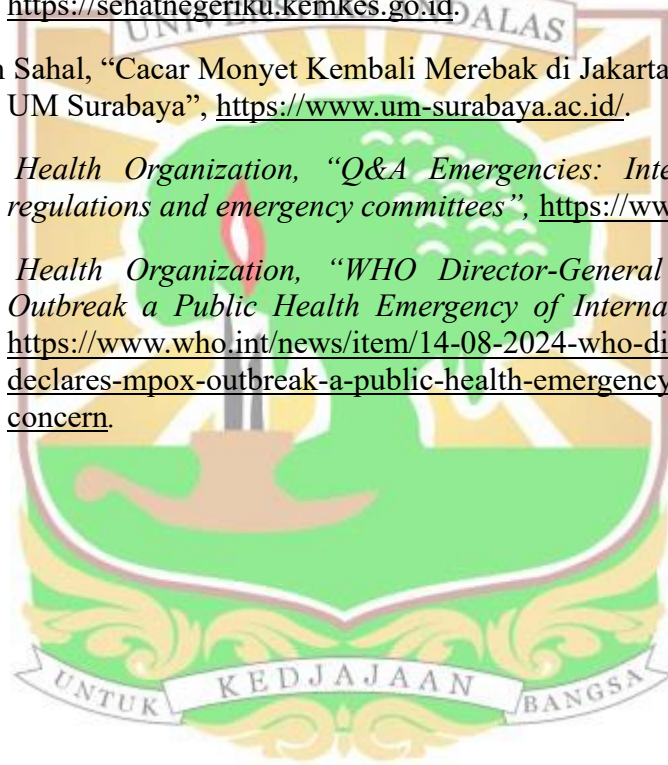 https://sehatnegeriku.kemkes.go.id.
UNIVERSITAS ANDALAS
n Sahal, “Cacar Monyet Kembali Merebak di Jakarta
UM Surabaya”, https://www.um-surabaya.ac.id/.
Health Organization, “Q&A Emergencies: Inte
regulations and emergency committees”, https://ww
Health Organization, “WHO Director-General
Outbreak a Public Health Emergency of Interna
https://www.who.int/news/item/14-08-2024-who-di
declares-mpox-outbreak-a-public-health-emergency
concern.
UNTUK KEDJAJAAN BANGSA